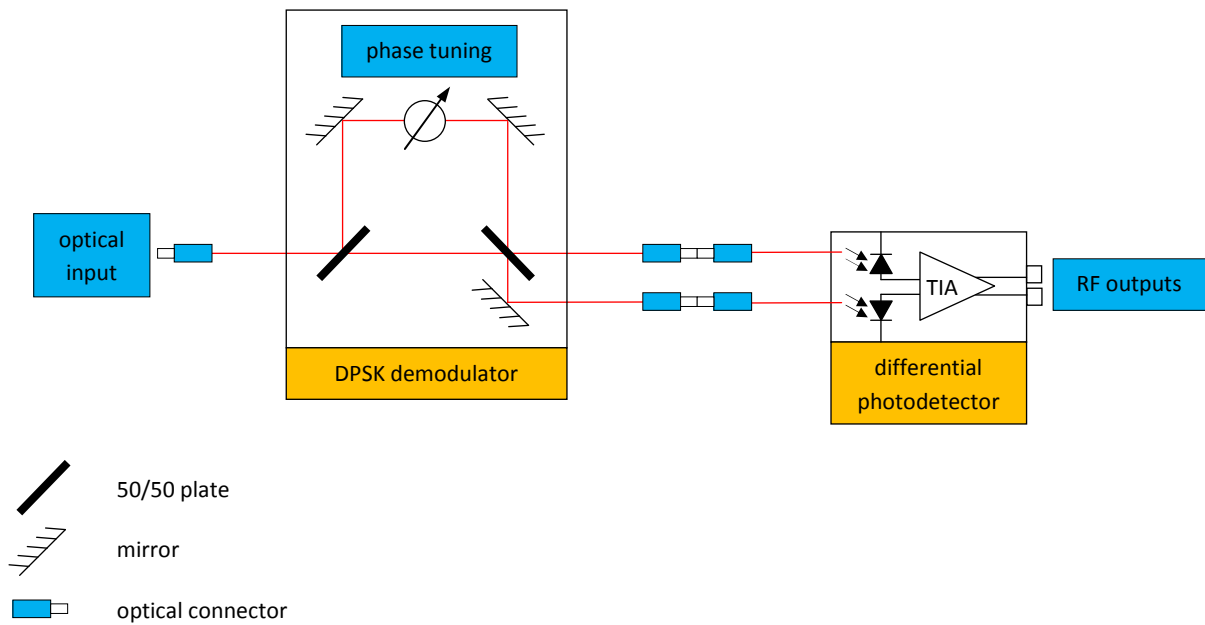 phase tuning
optical
input
TIA
RF outputs
DPSK demodulator
differential
photodetector
50/50 plate
mirror
optical connector